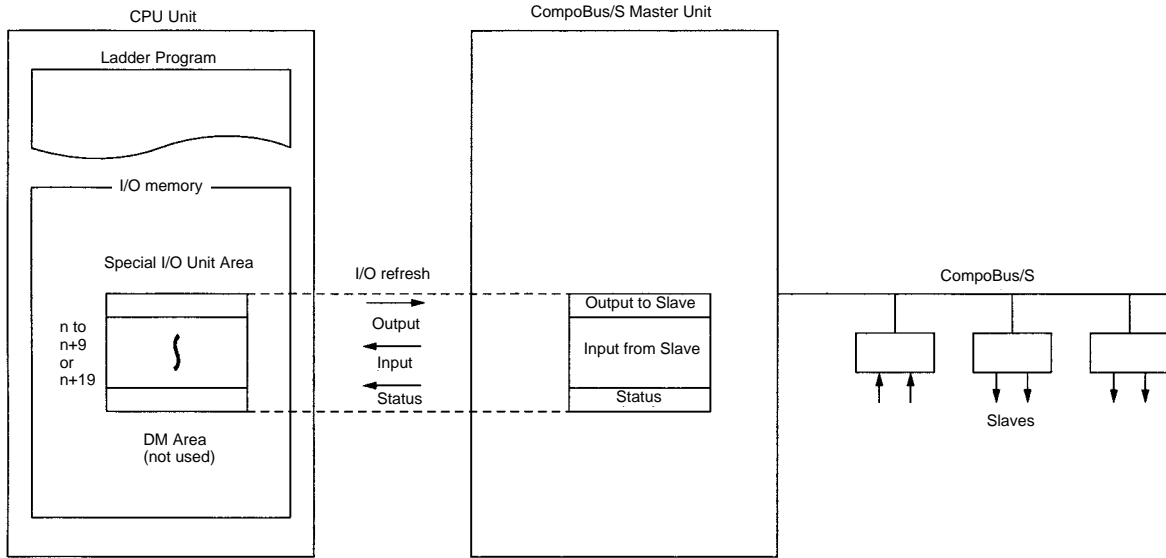 CPU Unit
CompoBus/S Master Unit
Ladder Program
I/O memory
Special I/O Unit Area
n to
n+9
or
n+19
DM Area
(not used)
I/O refresh
Output
Input
Status
Output to Slave
Input from Slave
Status
CompoBus/S
Slaves